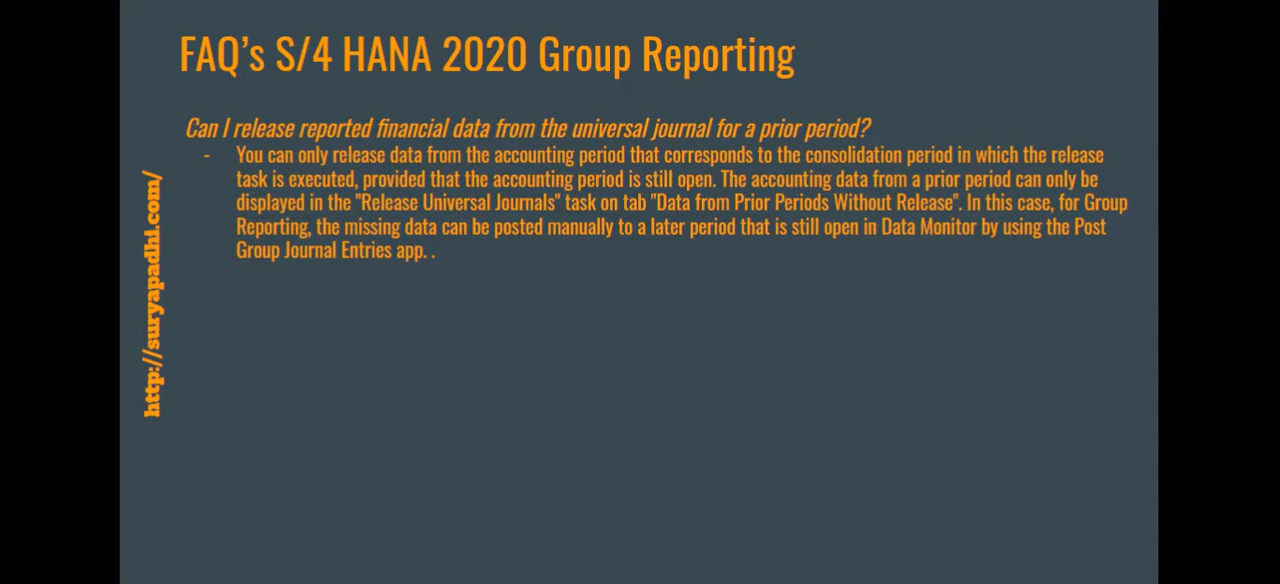 FAQ's S/4 HANA 2020 Group Reporting
Can I release reported financial data from the universal journal for a prior period?
- You can only release data from the accounting period that corresponds to the consolidation period in which the release
task is executed, provided that the accounting period is still open. The accounting data from a prior period can only be
displayed in the "Release Universal Journals" task on tab "Data from Prior Periods Without Release". In this case, for Group
Reporting, the missing data can be posted manually to a later period that is still open in Data Monitor by using the Post
Group Journal Entries app. .
http://suryapadhi.com/